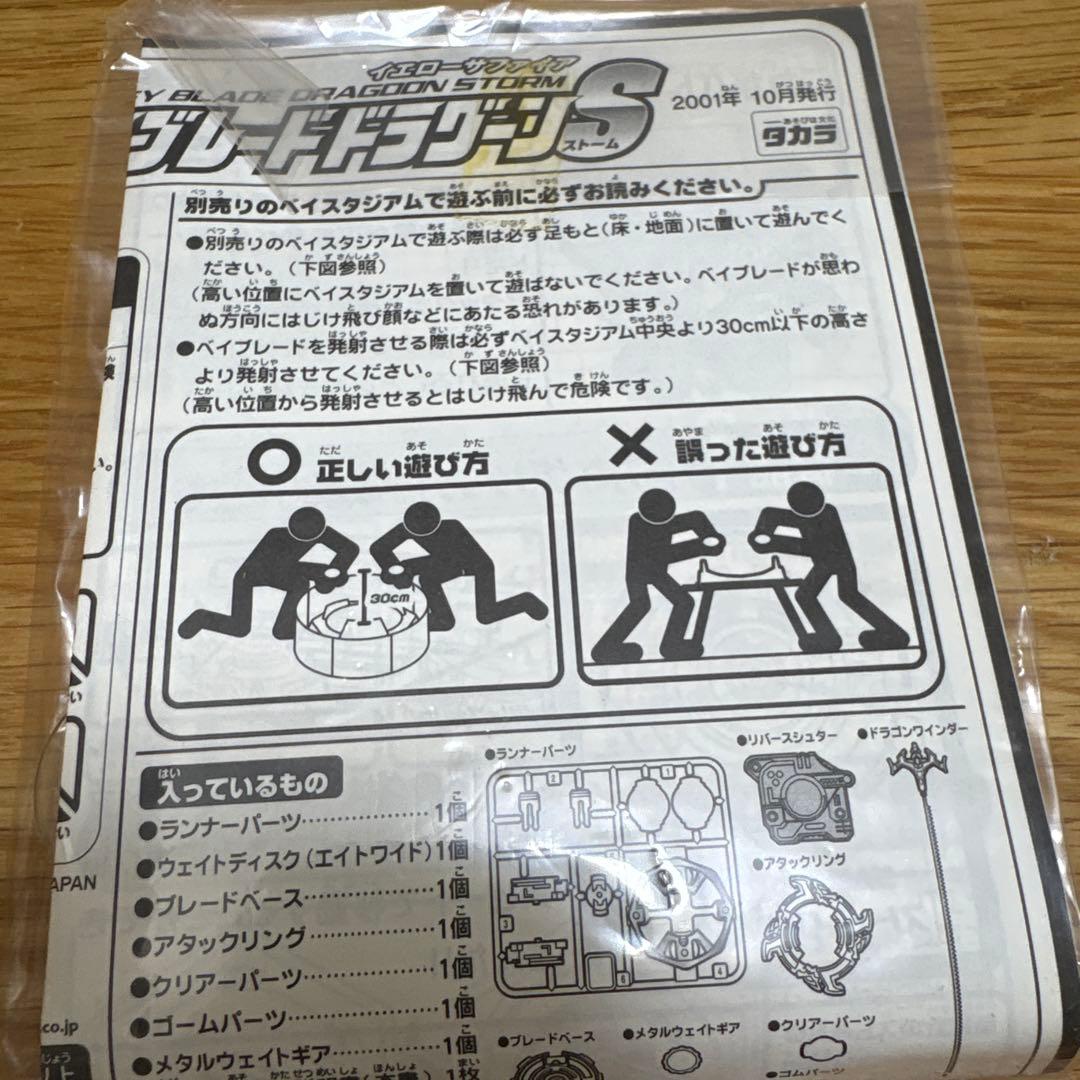 イエローサファイア
Y BLADE DRAGOON STORM
ブレードドラグーンS
ストーム
2001年 10月発行
あそびは文化
タカラ
別売りのベイスタジアムで遊ぶ前に必ずお読みください。
●別売りのベイスタジアムで遊ぶ際は必ず足もと(床・地面)に置いて遊んでく
ださい。(下図参照)
(高い位置にベイスタジアムを置いて遊ばないでください。ベイブレードが思わ
ぬ方向にはじけ飛び顔などにあたる恐れがあります。)
●ベイブレードを発射させる際は必ずベイスタジアム中央より30cm以下の高さ
より発射させてください。(下図参照)
(高い位置から発射させるとはじけ飛んで危険です。)
○ 正しい遊び方
× 誤った遊び方
30cm
入っているもの
●ランナーパーツ……………… 1個
●ウェイトディスク(エイトワイド) 1個
●ブレードベース……………… 1個
●アタックリング……………… 1個
●クリアーパーツ……………… 1個
●ゴームパーツ………………… 1個
●メタルウェイトギア………… 1個
1枚
●ランナーパーツ
●リバースシュター
●ドラゴンワインダー
●アタックリング
●ブレードベース
●メタルウェイトギア
●クリアーパーツ
●ゴムパーツ
1
2
3
4
APAN
.co.jp